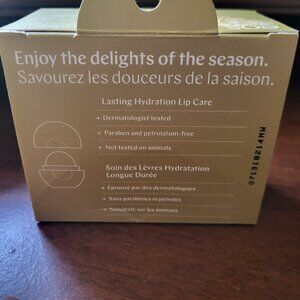 Enjoy the delights of the season.
Savourez les douceurs de la saison.
Lasting Hydration Lip Care
+ Dermatologist tested
+ Paraben and petrolatum-free
+ Not tested on animals
Soin des Lèvres Hydratation
Longue Durée
+ Éprouvé par des dermatologues
+ Sans parabènes ni pétroles
+ Non testé sur les animaux
071318214NW